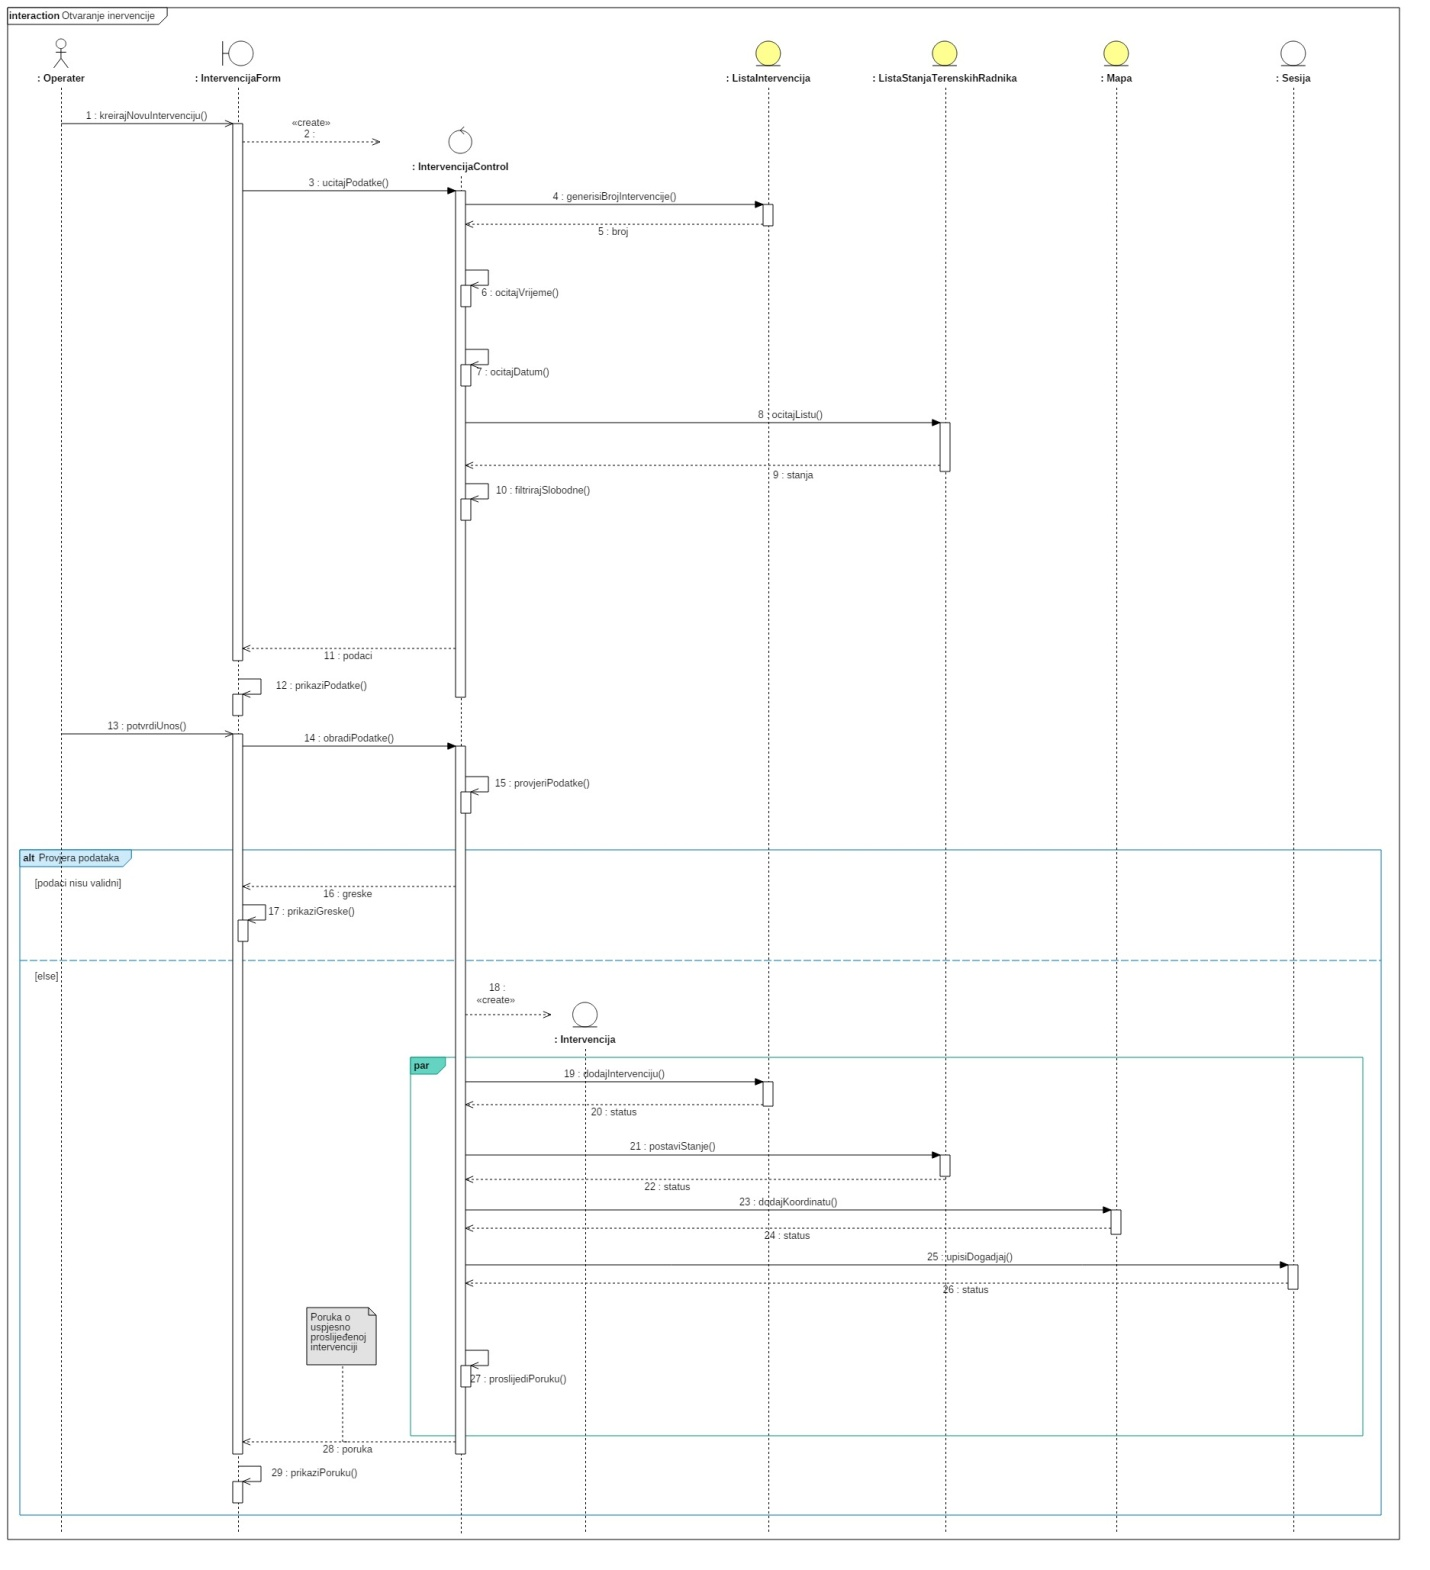 interaction Otvaranje inervencije
: Operater
: IntervencijaForm
: ListaIntervencija
: ListaStanjaTerenskihRadnika
: Mapa
: Sesija
1 : kreirajNovuIntervenciju()
«create»
2 :
: IntervencijaControl
3 : ucitajPodatke()
4 : generisiBrojIntervencije()
5 : broj
6 : ocitajVrijeme()
7 : ocitajDatum()
8 : ocitajListu()
9 : stanja
10 : filtrirajSlobodne()
11 : podaci
12 : prikaziPodatke()
13 : potvrdiUnos()
14 : obradiPodatke()
15 : provjeriPodatke()
alt Provjera podataka
[podaci nisu validni]
16 : greske
17 : prikaziGreske()
[else]
18 :
«create»
: Intervencija
par
19 : dodajIntervenciju()
20 : status
21 : postaviStanje()
22 : status
23 : dodajKoordinatu()
24 : status
25 : upisiDogadjaj()
26 : status
Poruka o
uspjesno
proslijeđenoj
intervenciji
27 : proslijediPoruku()
28 : poruka
29 : prikaziPoruku()